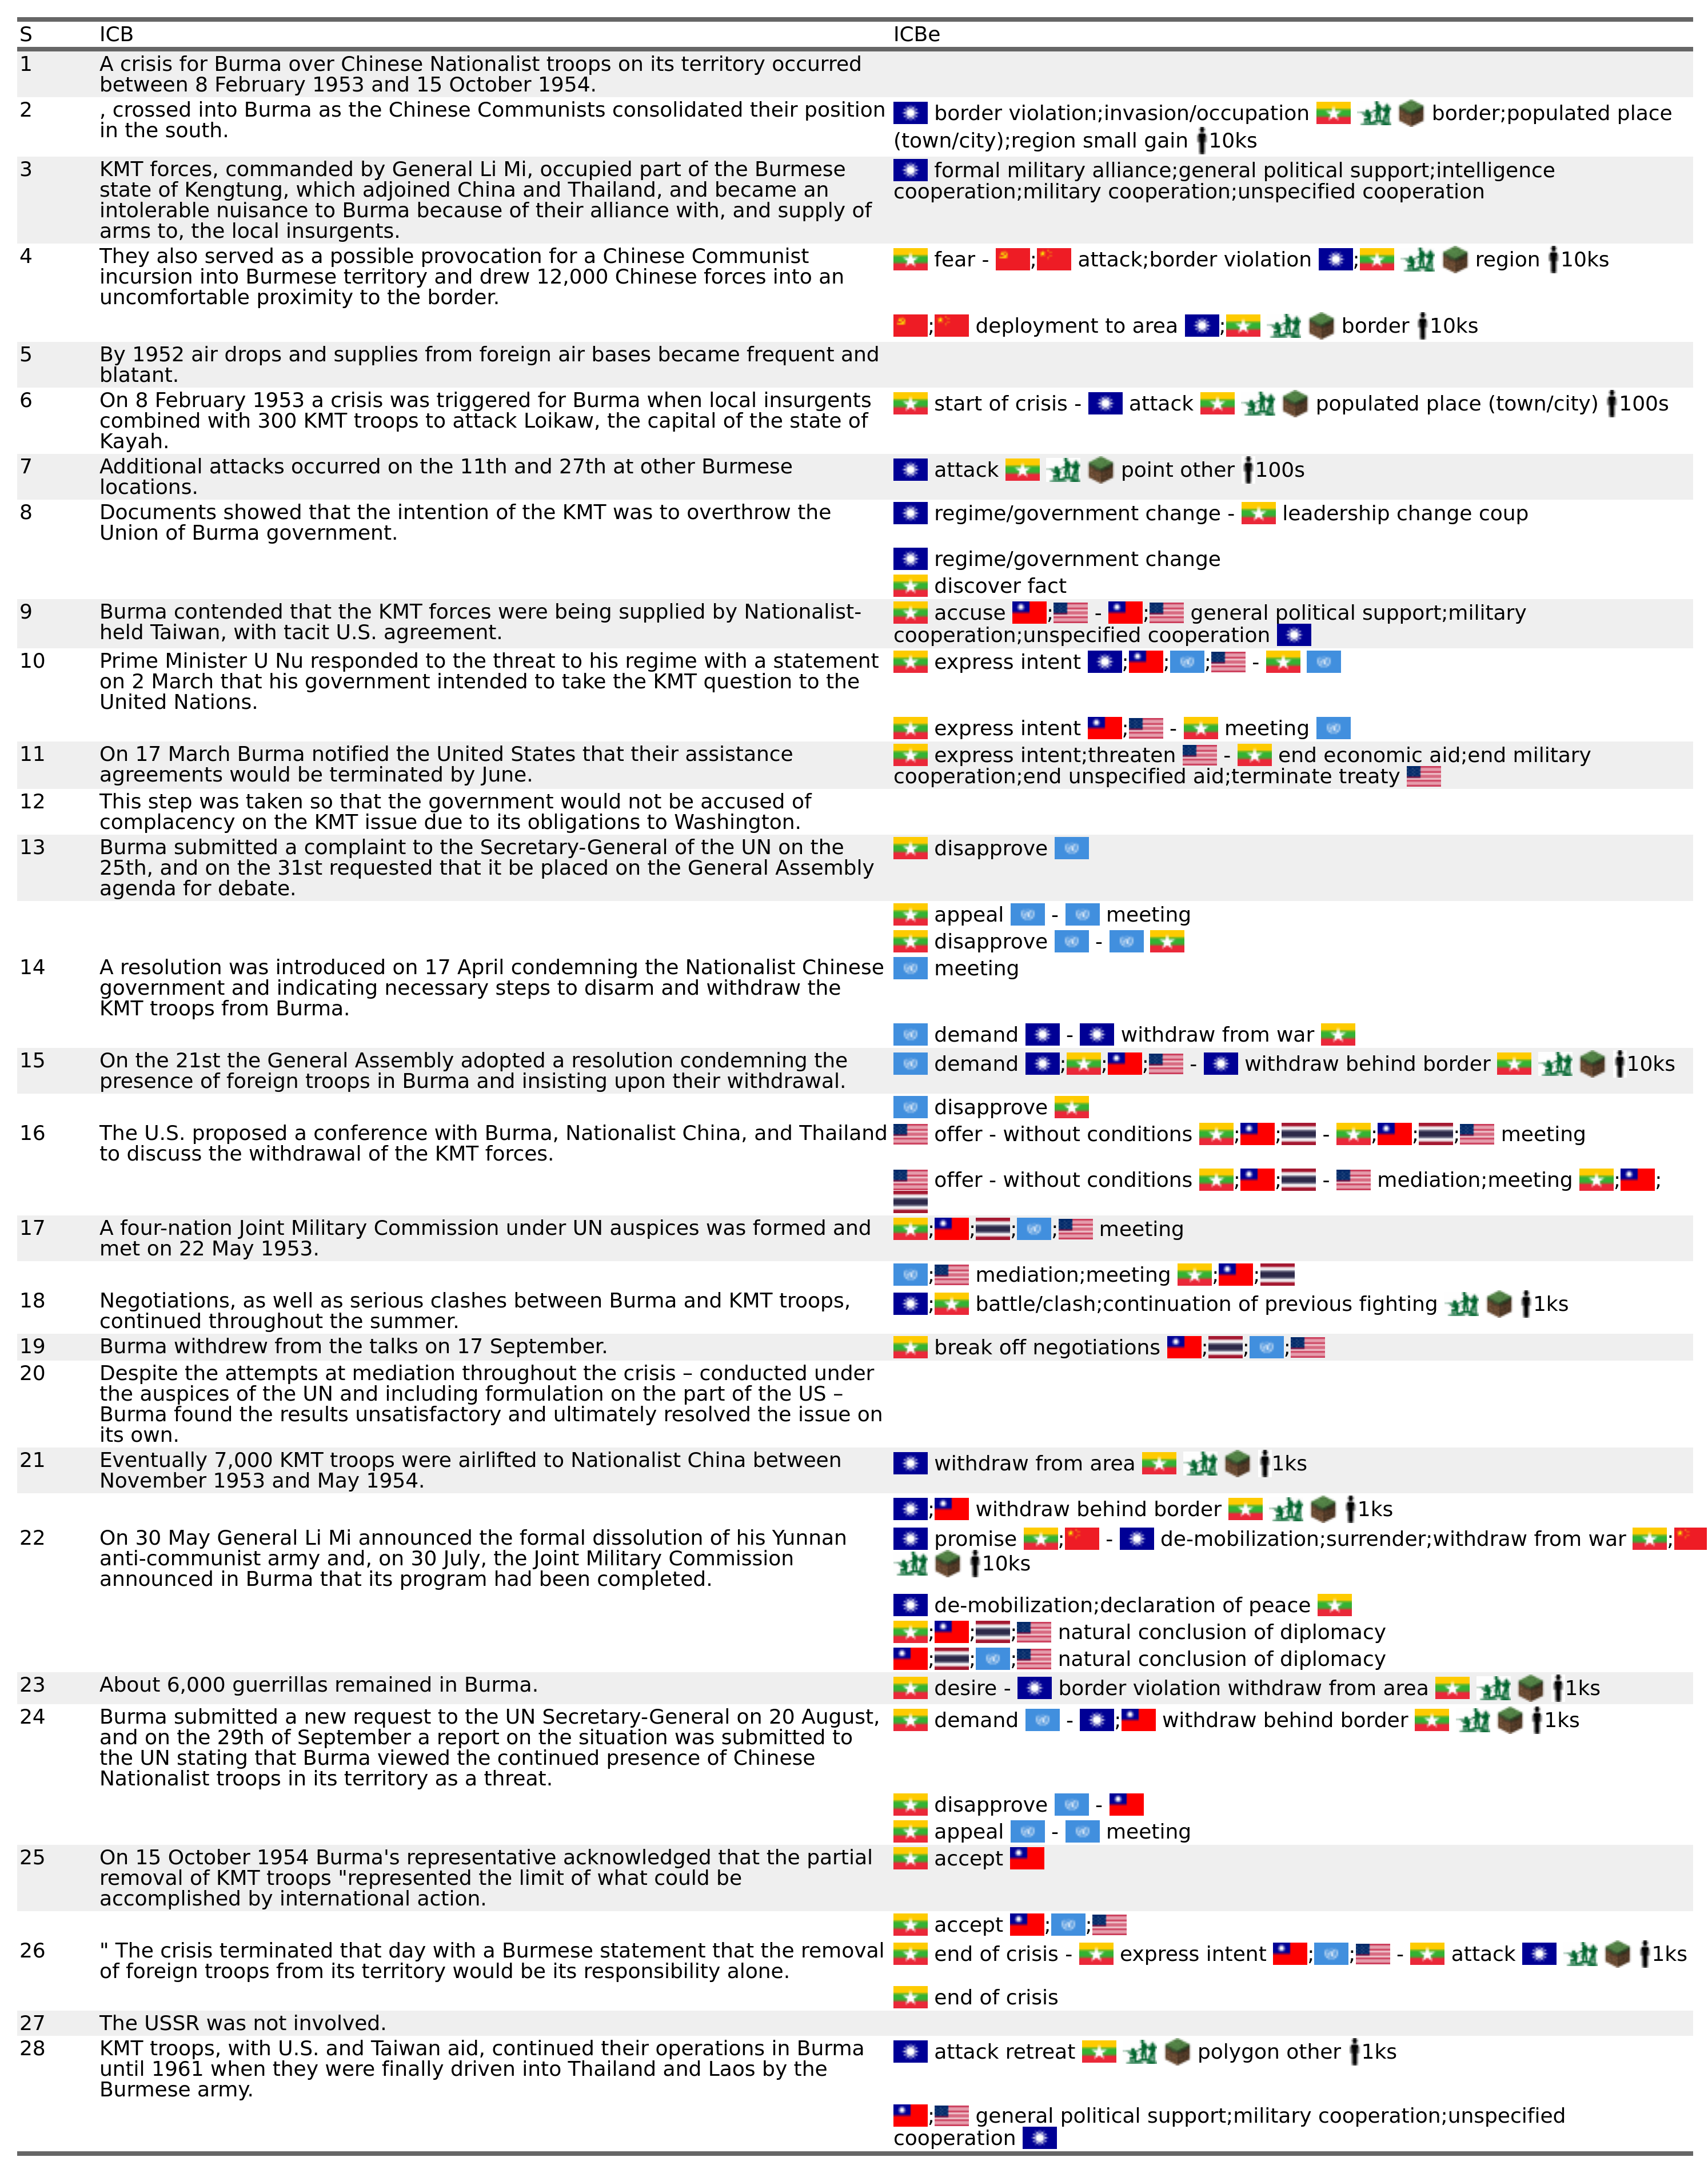 S ICB ICBe
1 A crisis for Burma over Chinese Nationalist troops on its territory occurred
between 8 February 1953 and 15 October 1954.
2 , crossed into Burma as the Chinese Communists consolidated their position border violation;invasion/occupation border;populated place
in the south. (town/city);region small gain 10ks
3 KMT forces, commanded by General Li Mi, occupied part of the Burmese formal military alliance;general political support;intelligence
state of Kengtung, which adjoined China and Thailand, and became an cooperation;military cooperation;unspecified cooperation
intolerable nuisance to Burma because of their alliance with, and supply of
arms to, the local insurgents.
4 They also served as a possible provocation for a Chinese Communist fear - ; attack;border violation ; region 10ks
incursion into Burmese territory and drew 12,000 Chinese forces into an
uncomfortable proximity to the border.
; deployment to area ; border 10ks
5 By 1952 air drops and supplies from foreign air bases became frequent and
blatant.
6 On 8 February 1953 a crisis was triggered for Burma when local insurgents start of crisis - attack populated place (town/city) 100s
combined with 300 KMT troops to attack Loikaw, the capital of the state of
Kayah.
7 Additional attacks occurred on the 11th and 27th at other Burmese attack point other 100s
locations.
8 Documents showed that the intention of the KMT was to overthrow the regime/government change - leadership change coup
Union of Burma government.
regime/government change
discover fact
9 Burma contended that the KMT forces were being supplied by Nationalist- accuse ; - ; general political support;military
held Taiwan, with tacit U.S. agreement. cooperation;unspecified cooperation
10 Prime Minister U Nu responded to the threat to his regime with a statement express intent ; ; ; -
on 2 March that his government intended to take the KMT question to the
United Nations.
express intent ; - meeting
11 On 17 March Burma notified the United States that their assistance express intent;threaten - end economic aid;end military
agreements would be terminated by June. cooperation;end unspecified aid;terminate treaty
12 This step was taken so that the government would not be accused of
complacency on the KMT issue due to its obligations to Washington.
13 Burma submitted a complaint to the Secretary-General of the UN on the disapprove
25th, and on the 31st requested that it be placed on the General Assembly
agenda for debate.
appeal - meeting
disapprove -
14 A resolution was introduced on 17 April condemning the Nationalist Chinese meeting
government and indicating necessary steps to disarm and withdraw the
KMT troops from Burma.
demand - withdraw from war
15 On the 21st the General Assembly adopted a resolution condemning the demand ; ; ; - withdraw behind border 10ks
presence of foreign troops in Burma and insisting upon their withdrawal.
disapprove
16 The U.S. proposed a conference with Burma, Nationalist China, and Thailand offer - without conditions ; ; - ; ; ; meeting
to discuss the withdrawal of the KMT forces.
offer - without conditions ; ; - mediation;meeting ; ;
17 A four-nation Joint Military Commission under UN auspices was formed and ; ; ; ; meeting
met on 22 May 1953.
; mediation;meeting ; ;
18 Negotiations, as well as serious clashes between Burma and KMT troops, ; battle/clash;continuation of previous fighting 1ks
continued throughout the summer.
19 Burma withdrew from the talks on 17 September. break off negotiations ; ; ;
20 Despite the attempts at mediation throughout the crisis – conducted under
the auspices of the UN and including formulation on the part of the US –
Burma found the results unsatisfactory and ultimately resolved the issue on
its own.
21 Eventually 7,000 KMT troops were airlifted to Nationalist China between withdraw from area 1ks
November 1953 and May 1954.
; withdraw behind border 1ks
22 On 30 May General Li Mi announced the formal dissolution of his Yunnan promise ; - de-mobilization;surrender;withdraw from war ;
anti-communist army and, on 30 July, the Joint Military Commission 10ks
announced in Burma that its program had been completed.
de-mobilization;declaration of peace
; ; ; natural conclusion of diplomacy
; ; ; natural conclusion of diplomacy
23 About 6,000 guerrillas remained in Burma. desire - border violation withdraw from area 1ks
24 Burma submitted a new request to the UN Secretary-General on 20 August, demand - ; withdraw behind border 1ks
and on the 29th of September a report on the situation was submitted to
the UN stating that Burma viewed the continued presence of Chinese
Nationalist troops in its territory as a threat.
disapprove -
appeal - meeting
25 On 15 October 1954 Burma's representative acknowledged that the partial accept
removal of KMT troops "represented the limit of what could be
accomplished by international action.
accept ; ;
26 " The crisis terminated that day with a Burmese statement that the removal end of crisis - express intent ; ; - attack 1ks
of foreign troops from its territory would be its responsibility alone.
end of crisis
27 The USSR was not involved.
28 KMT troops, with U.S. and Taiwan aid, continued their operations in Burma attack retreat polygon other 1ks
until 1961 when they were finally driven into Thailand and Laos by the
Burmese army.
; general political support;military cooperation;unspecified
cooperation